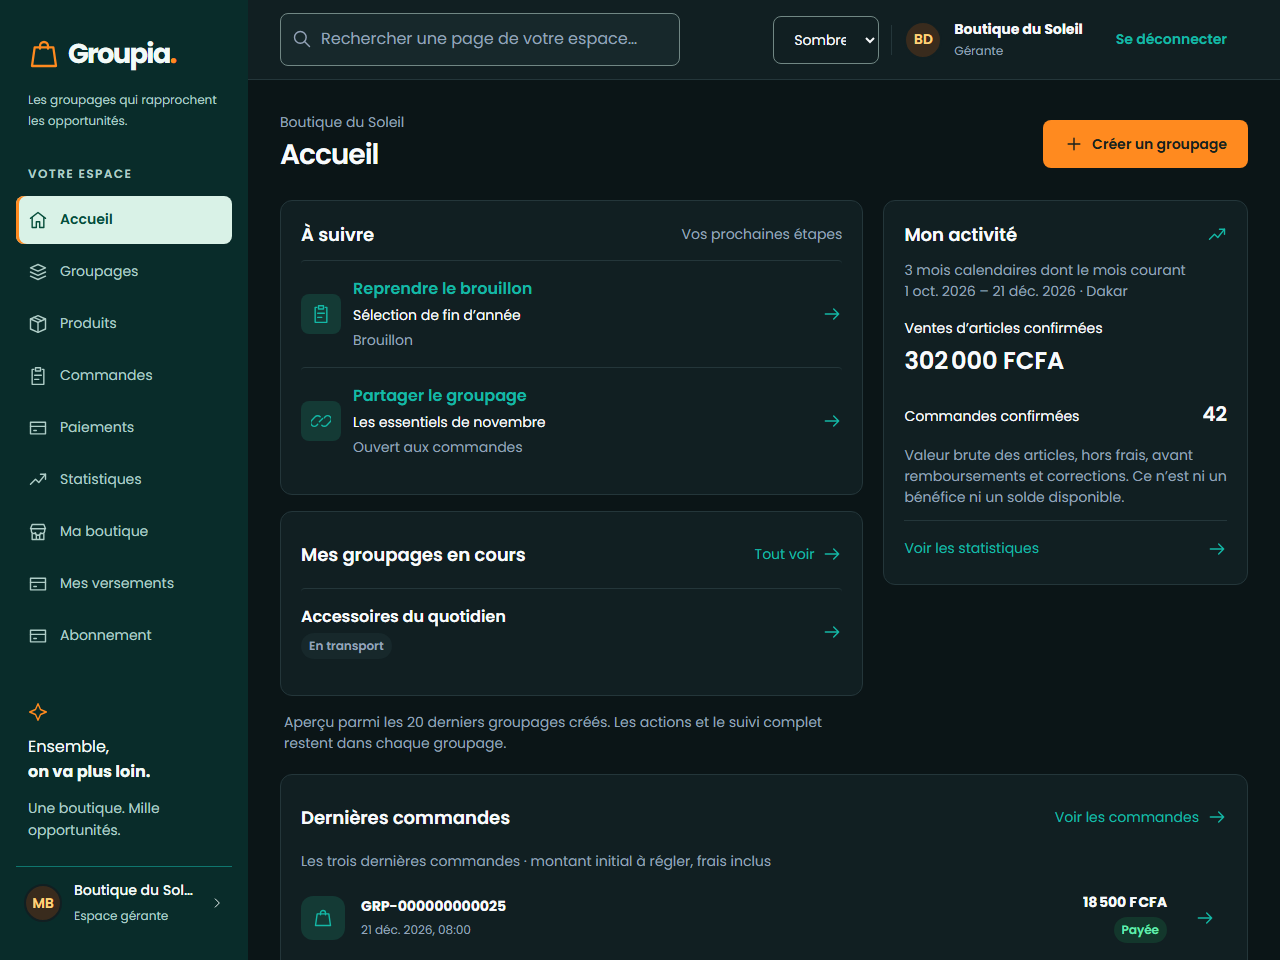 Groupia.
Les groupages qui rapprochent
les opportunités.
VOTRE ESPACE
Accueil
Groupages
Produits
Commandes
Paiements
Statistiques
Ma boutique
Mes versements
Abonnement
Ensemble,
on va plus loin.
Une boutique. Mille
opportunités.
MB
Boutique du Sol...
Espace gérante
Rechercher une page de votre espace...
Sombre
BD
Boutique du Soleil
Gérante
Se déconnecter
Boutique du Soleil
Accueil
Créer un groupage
À suivre
Vos prochaines étapes
Reprendre le brouillon
Sélection de fin d’année
Brouillon
Partager le groupage
Les essentiels de novembre
Ouvert aux commandes
Mes groupages en cours
Tout voir
Accessoires du quotidien
En transport
Aperçu parmi les 20 derniers groupages créés. Les actions et le suivi complet
restent dans chaque groupage.
Mon activité
3 mois calendaires dont le mois courant
1 oct. 2026 – 21 déc. 2026 · Dakar
Ventes d’articles confirmées
302 000 FCFA
Commandes confirmées
42
Valeur brute des articles, hors frais, avant
remboursements et corrections. Ce n’est ni un
bénéfice ni un solde disponible.
Voir les statistiques
Dernières commandes
Voir les commandes
Les trois dernières commandes · montant initial à régler, frais inclus
GRP-000000000025
21 déc. 2026, 08:00
18 500 FCFA
Payée